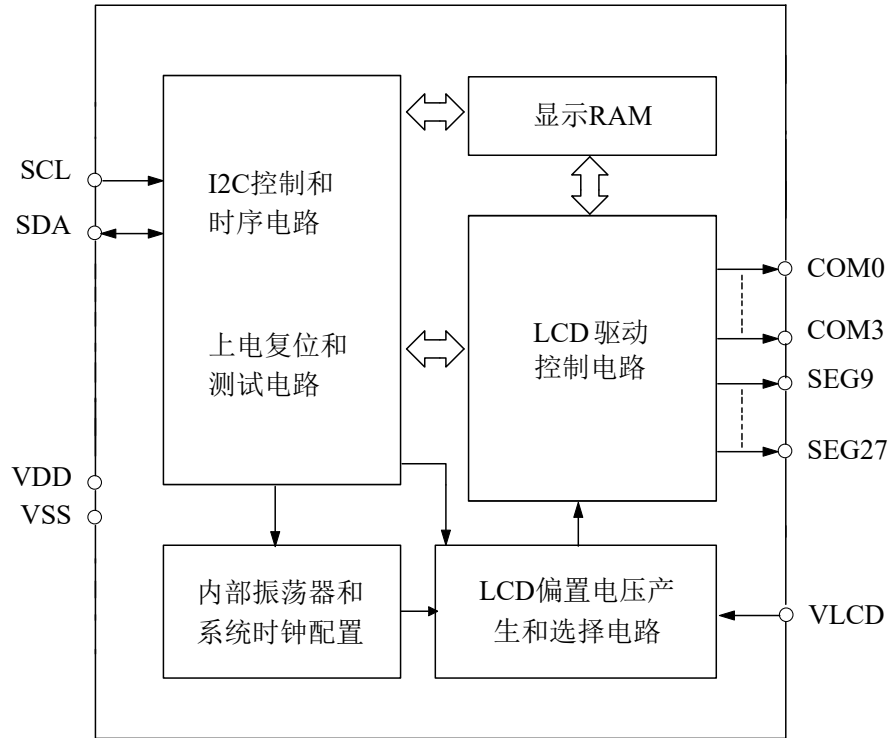 显示RAM
SCL
I2C控制和
SDA
时序电路
COM0
上电复位和
LCD 驱动
COM3
测试电路
控制电路
SEG9
SEG27
VDD
VSS
内部振荡器和
LCD偏置电压产
系统时钟配置
生和选择电路
VLCD